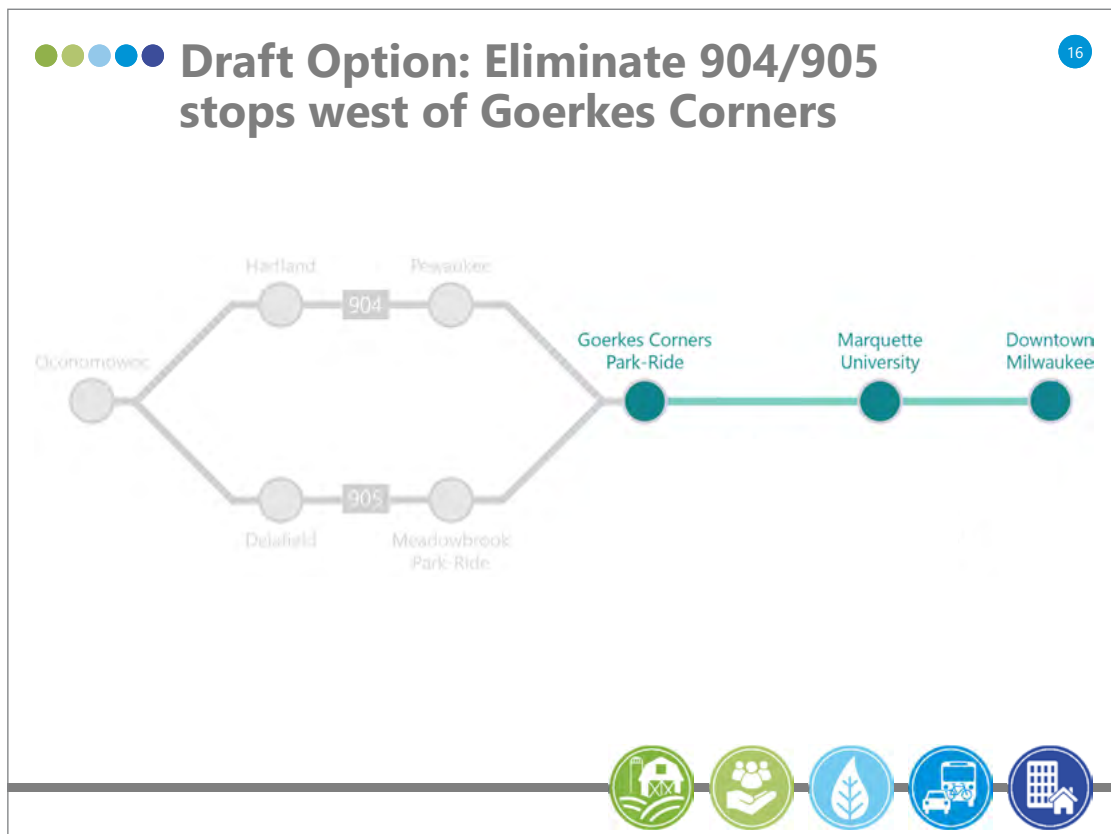 Draft Option: Eliminate 904/905
16
stops west of Goerkes Corners
Hartland
Pewaukee
904
Goerkes Corners
Park-Ride
Marquette
University
Downtown
Milwaukee
Oconomowoc
905
Delafield
Meadowbrook
Park-Ride